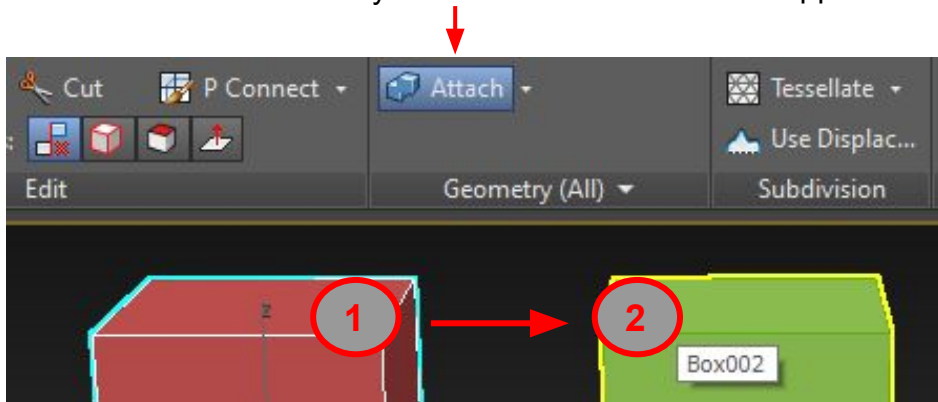 Cut P Connect Attach Tessellate
Use Displac...
Edit Geometry (All) Subdivision
z 1 2
Box002